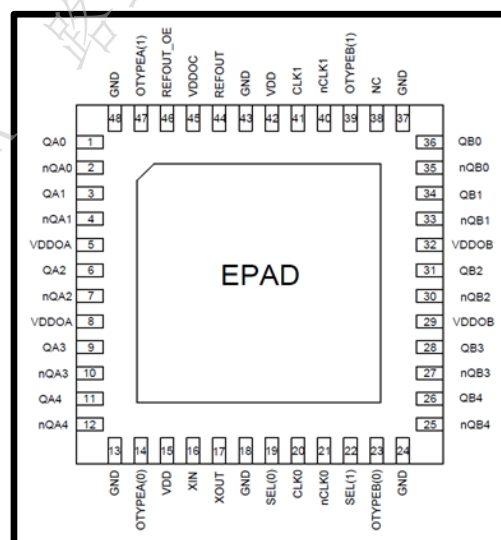 GND
OTYPEA(1)
REFOUT_OE
VDDOC
REFOUT
GND
VDD
CLK1
nCLK1
OTYPEB(1)
NC
GND
48 47 46 45 44 43 42 41 40 39 38 37
QA0 1
nQA0 2
QA1 3
nQA1 4
VDDOA 5
QA2 6
nQA2 7
VDDOA 8
QA3 9
nQA3 10
QA4 11
nQA4 12
EPAD
36 QB0
35 nQB0
34 QB1
33 nQB1
32 VDDOB
31 QB2
30 nQB2
29 VDDOB
28 QB3
27 nQB3
26 QB4
25 nQB4
13 14 15 16 17 18 19 20 21 22 23 24
GND
OTYPEA(0)
VDD
XIN
XOUT
GND
SEL(0)
CLK0
nCLK0
SEL(1)
OTYPEB(0)
GND
路